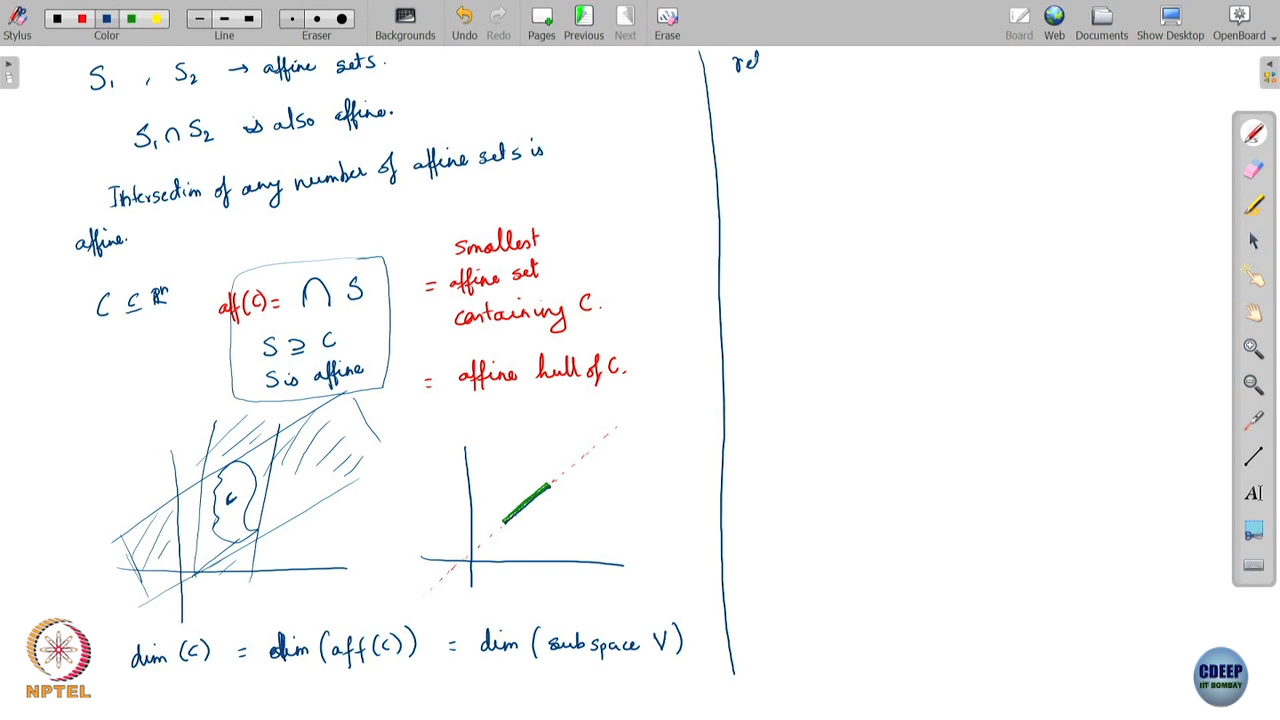 Stylus
Color
Line
Eraser
Backgrounds
Undo
Redo
Pages
Previous
Next
Erase
Board
Web
Documents
Show Desktop
OpenBoard
S₁ , S₂ → affine sets.
S₁ ∩ S₂ is also affine.
Intersection of any number of affine sets is
affine.
C ⊆ ℝⁿ
aff(C) = ∩ S
S ⊇ C
S is affine
= smallest
affine set
containing C.
= affine hull of C.
C
dim (C) = dim (aff(C)) = dim (subspace V)
rel
NPTEL
CDEEP
IIT BOMBAY